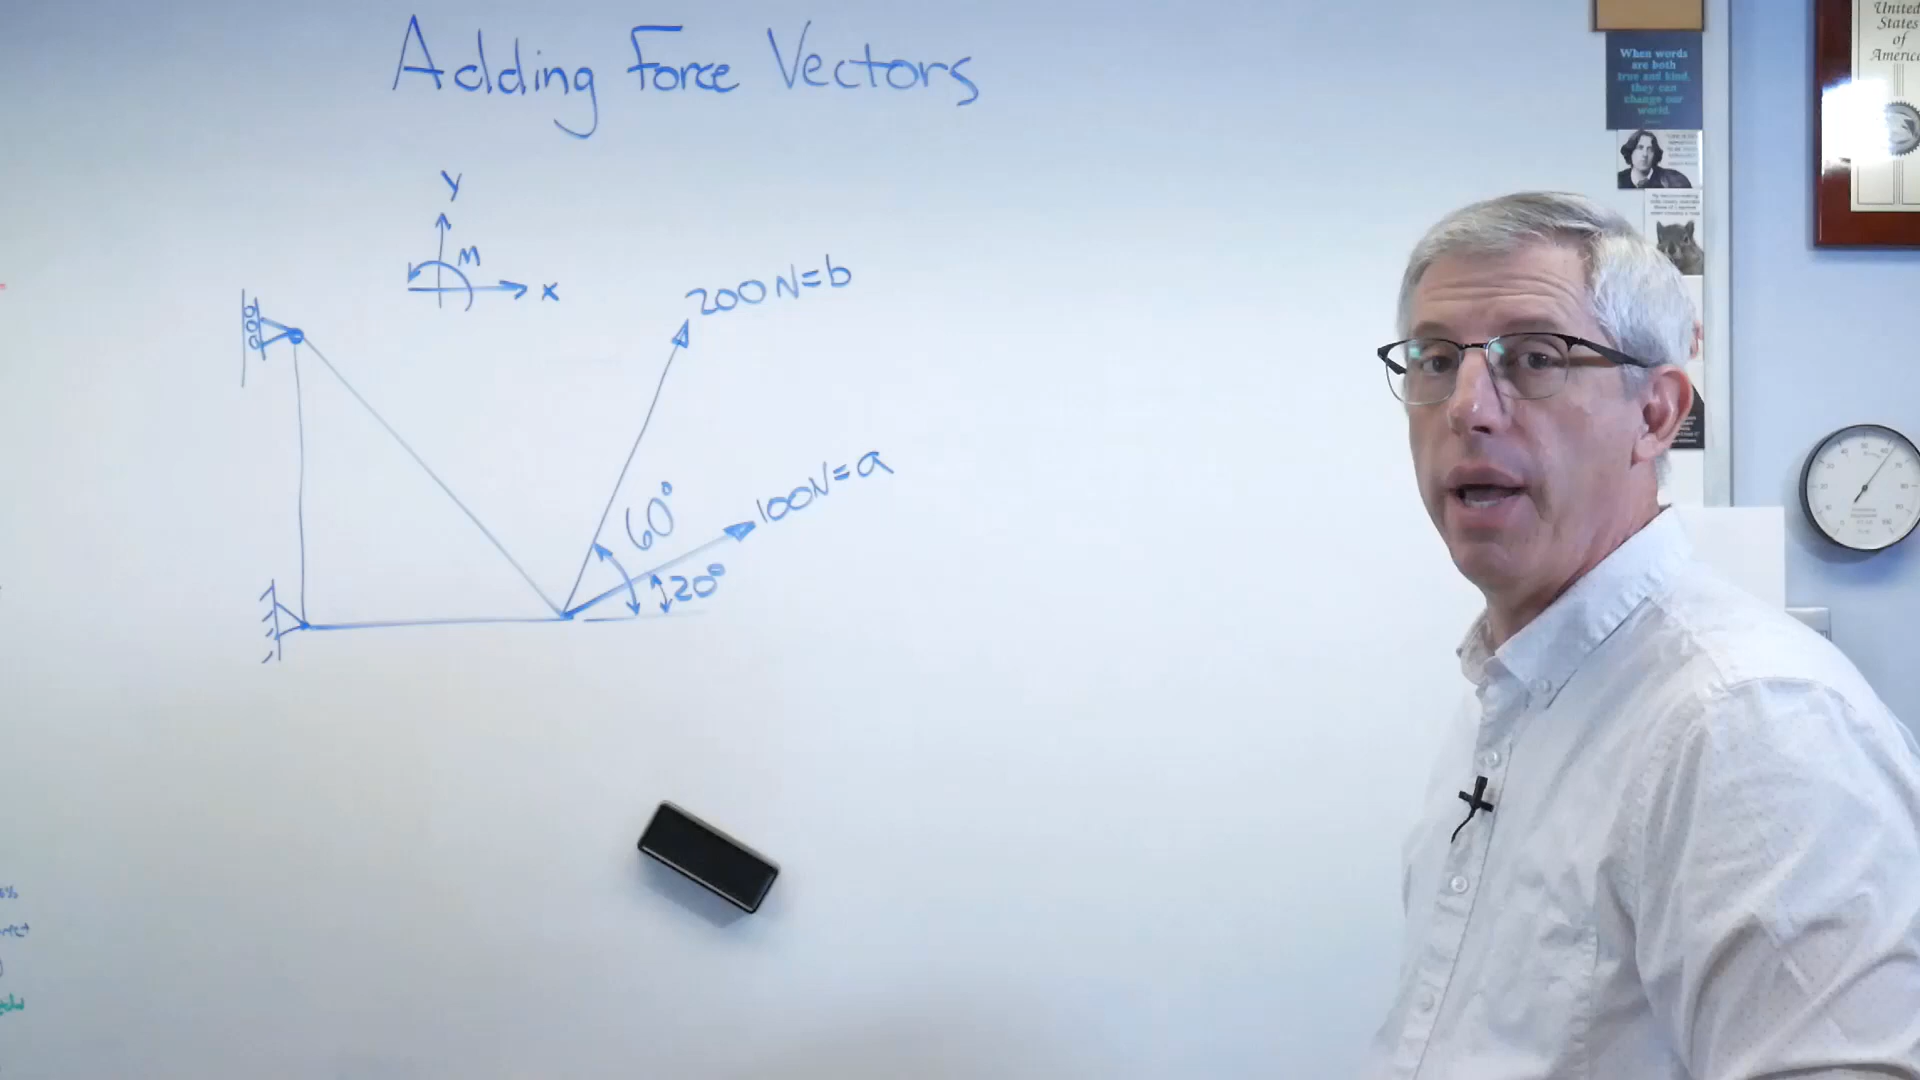 Adding Force Vectors
y
M
x
200N=b
100N=a
60°
20°
When words
are both
true and kind,
they can
change our
world.
United
States
of
America